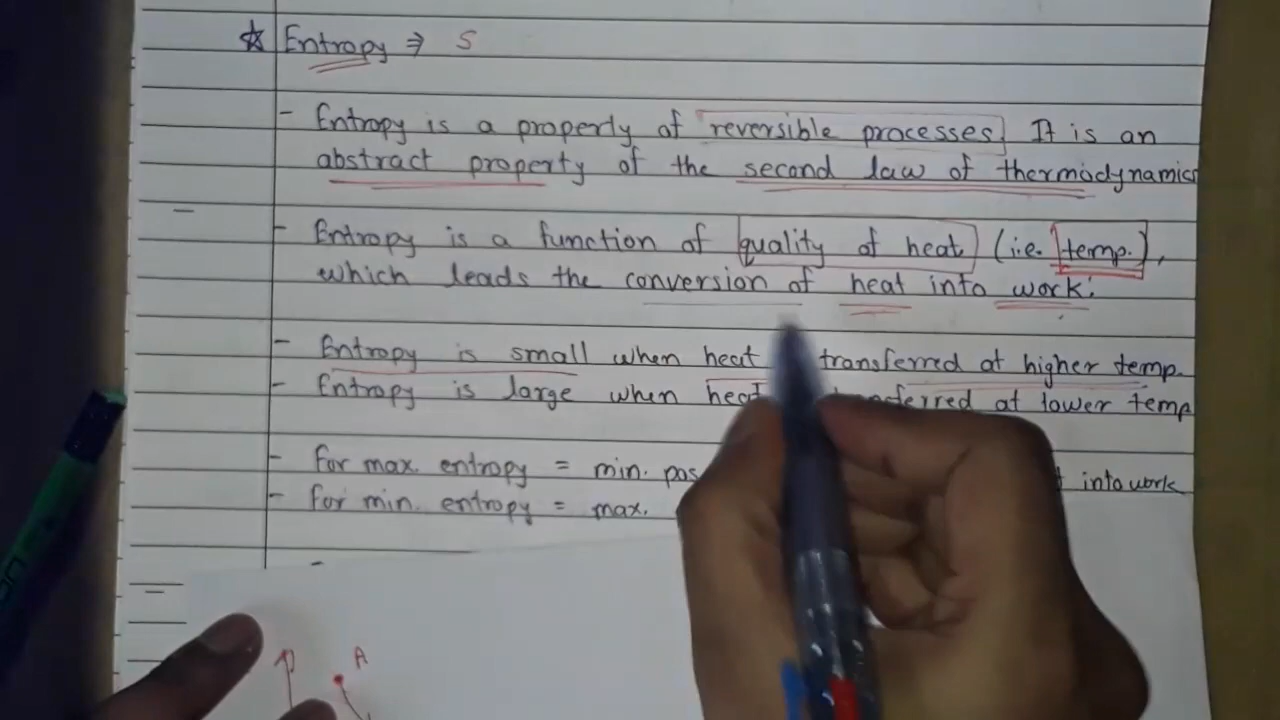 ☆ Entropy ⇒ S
- Entropy is a property of reversible processes. It is an
abstract property of the second law of thermodynamics
- Entropy is a function of quality of heat (i.e. temp.),
which leads the conversion of heat into work.
- Entropy is small when heat transferred at higher temp.
- Entropy is large when heat transferred at lower temp
- for max. entropy = min. into work
- for min. entropy = max.
A